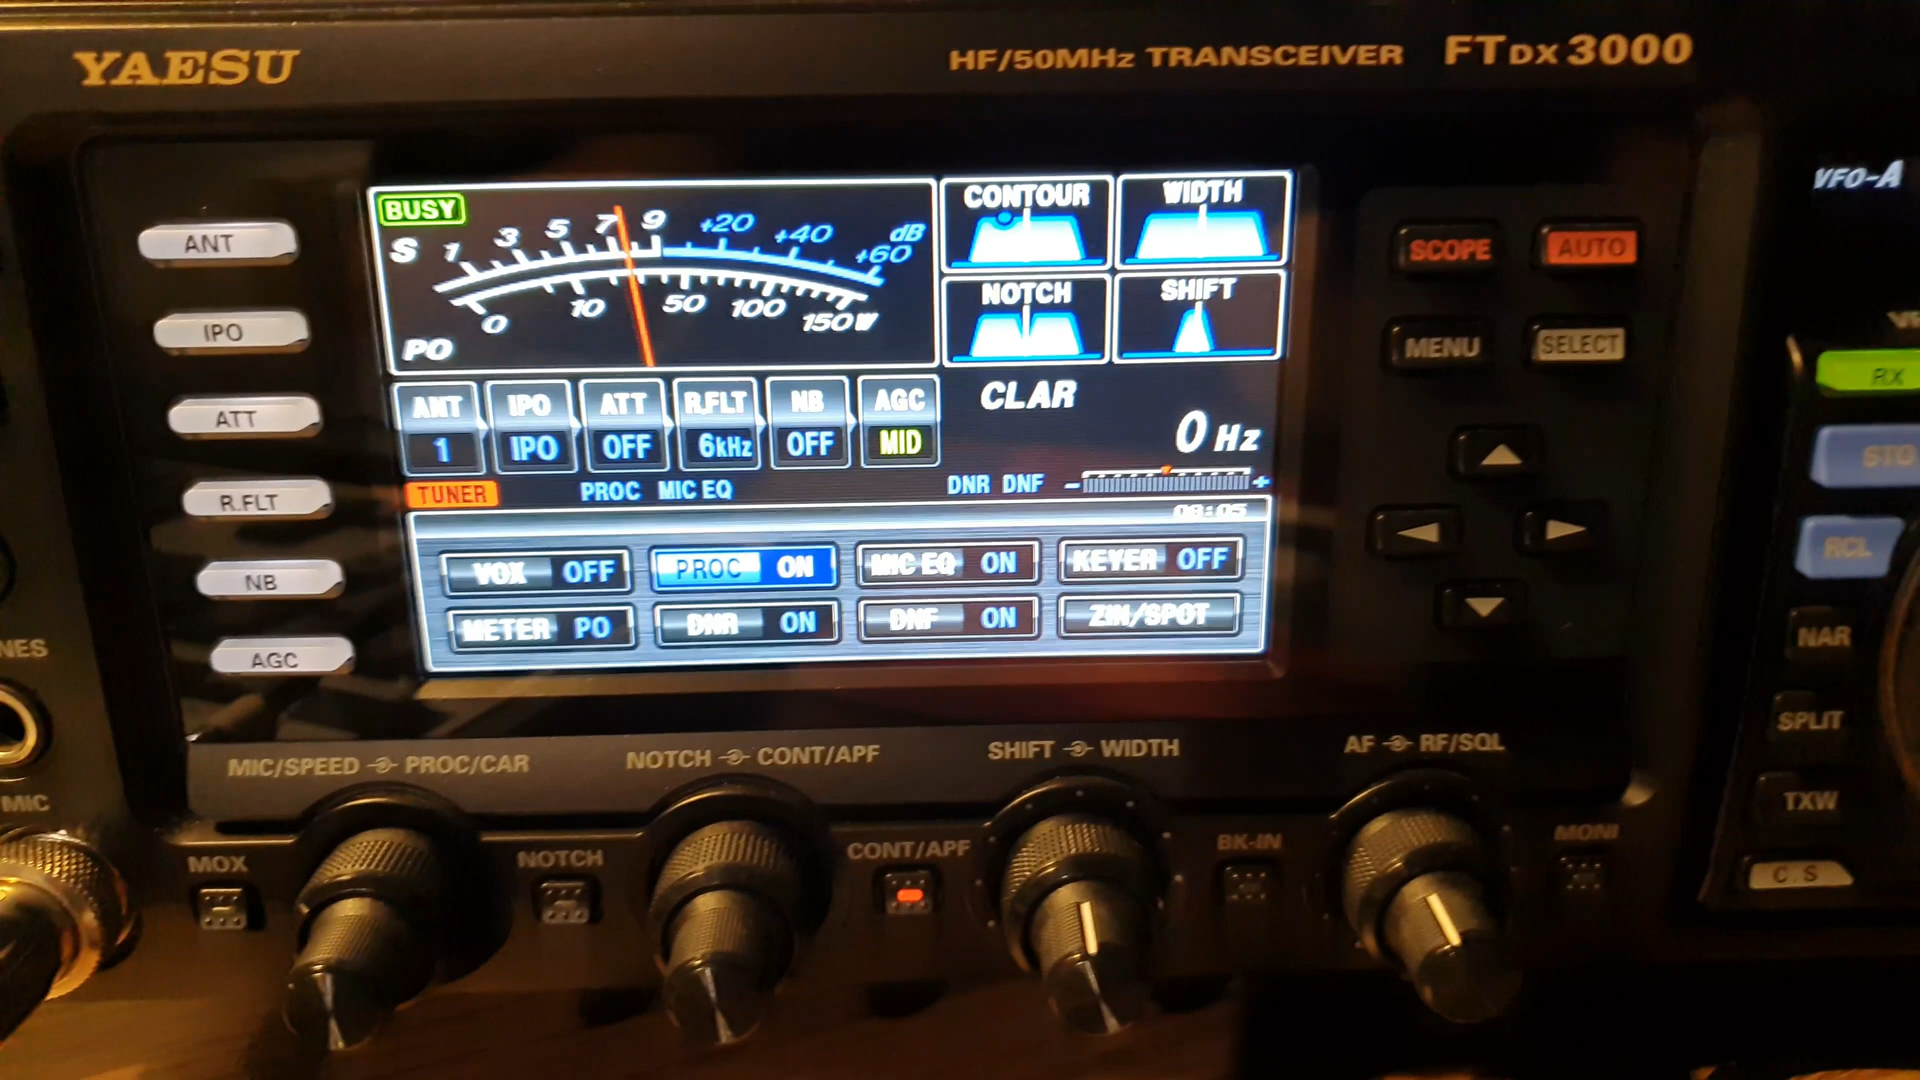 YAESU
HF/50MHz TRANSCEIVER FTDX3000
VFO-A
ANT
IPO
ATT
R.FLT
NB
AGC
BUSY
S 1 3 5 7 9 +20 +40 +60 dB
0 10 50 100 150 W
PO
CONTOUR
WIDTH
NOTCH
SHIFT
ANT IPO ATT R.FLT NB AGC
1 IPO OFF 6kHz OFF MID
CLAR
0 Hz
TUNER PROC MIC EQ DNR DNF - +
08:05
VOX OFF PROC ON MIC EQ ON KEYER OFF
METER PO DNR ON DNF ON ZIN/SPOT
SCOPE AUTO
MENU SELECT
RX
STO
RCL
NAR
SPLIT
TXW
C.S
NES
MIC
MIC/SPEED PROC/CAR
NOTCH CONT/APF
SHIFT WIDTH
AF RF/SQL
MOX
NOTCH
CONT/APF
BK-IN
MONI